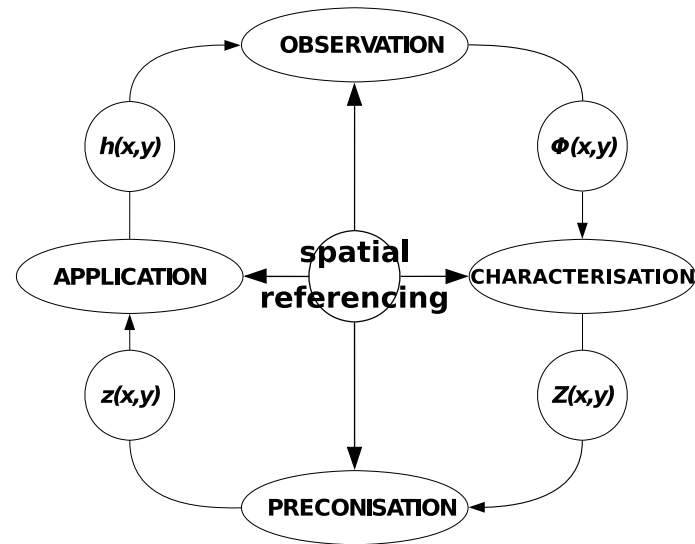 OBSERVATION
h(x,y)
Φ(x,y)
spatial
APPLICATION
CHARACTERISATION
referencing
z(x,y)
Z(x,y)
PRECONISATION